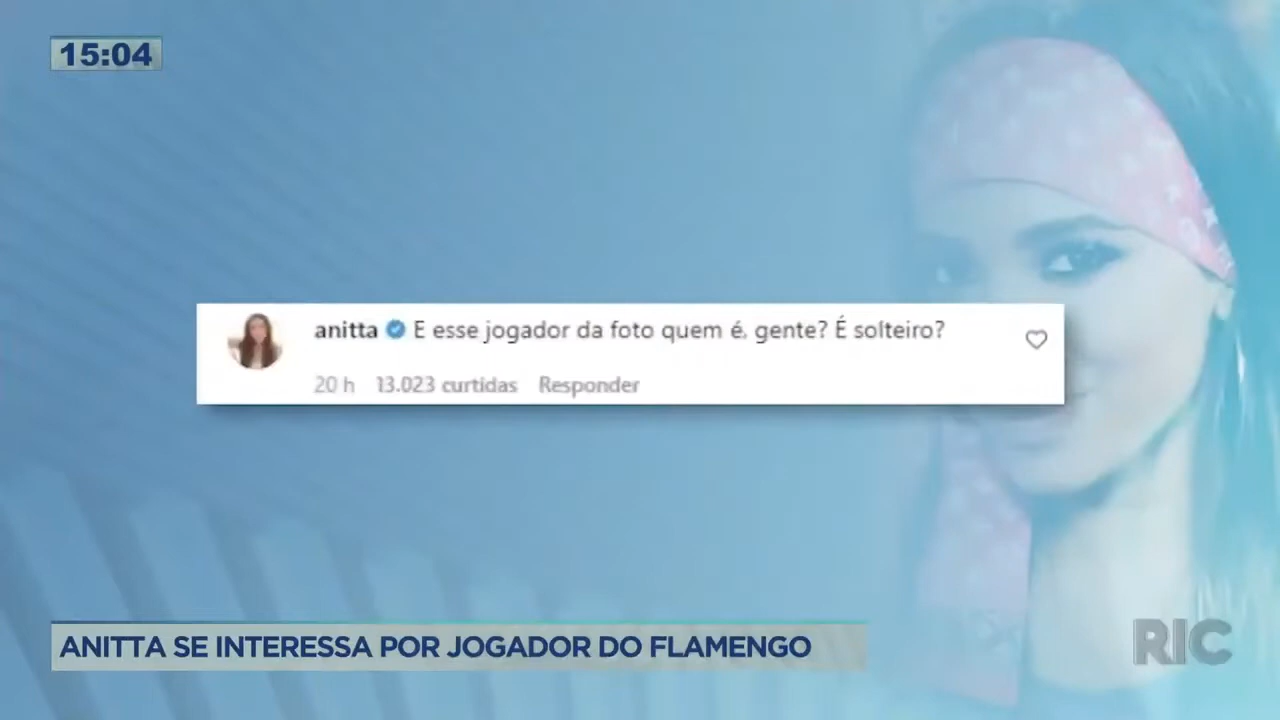 15:04
anitta E esse jogador da foto quem é, gente? É solteiro?
20 h 13.023 curtidas Responder
ANITTA SE INTERESSA POR JOGADOR DO FLAMENGO
RIC